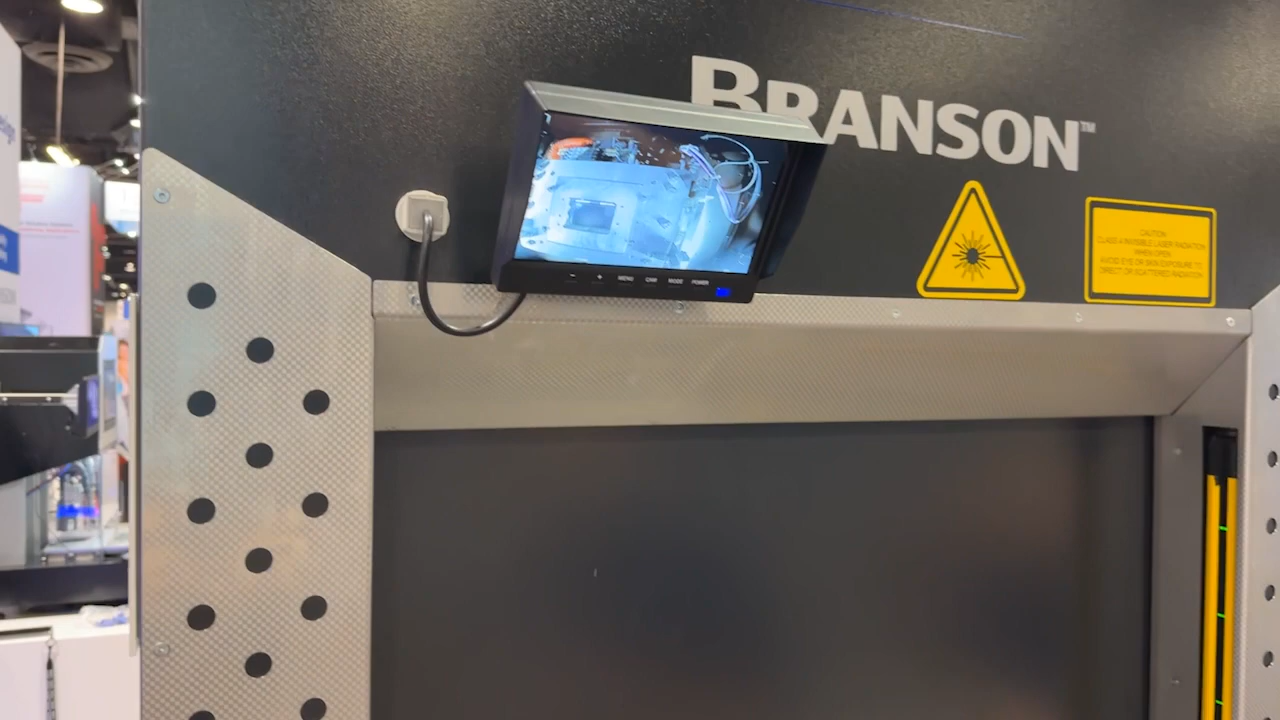 BRANSON™
- + MENU CH/R MODE POWER
CAUTION
CLASS 4 INVISIBLE LASER RADIATION
WHEN OPEN
AVOID EYE OR SKIN EXPOSURE TO
DIRECT OR SCATTERED RADIATION